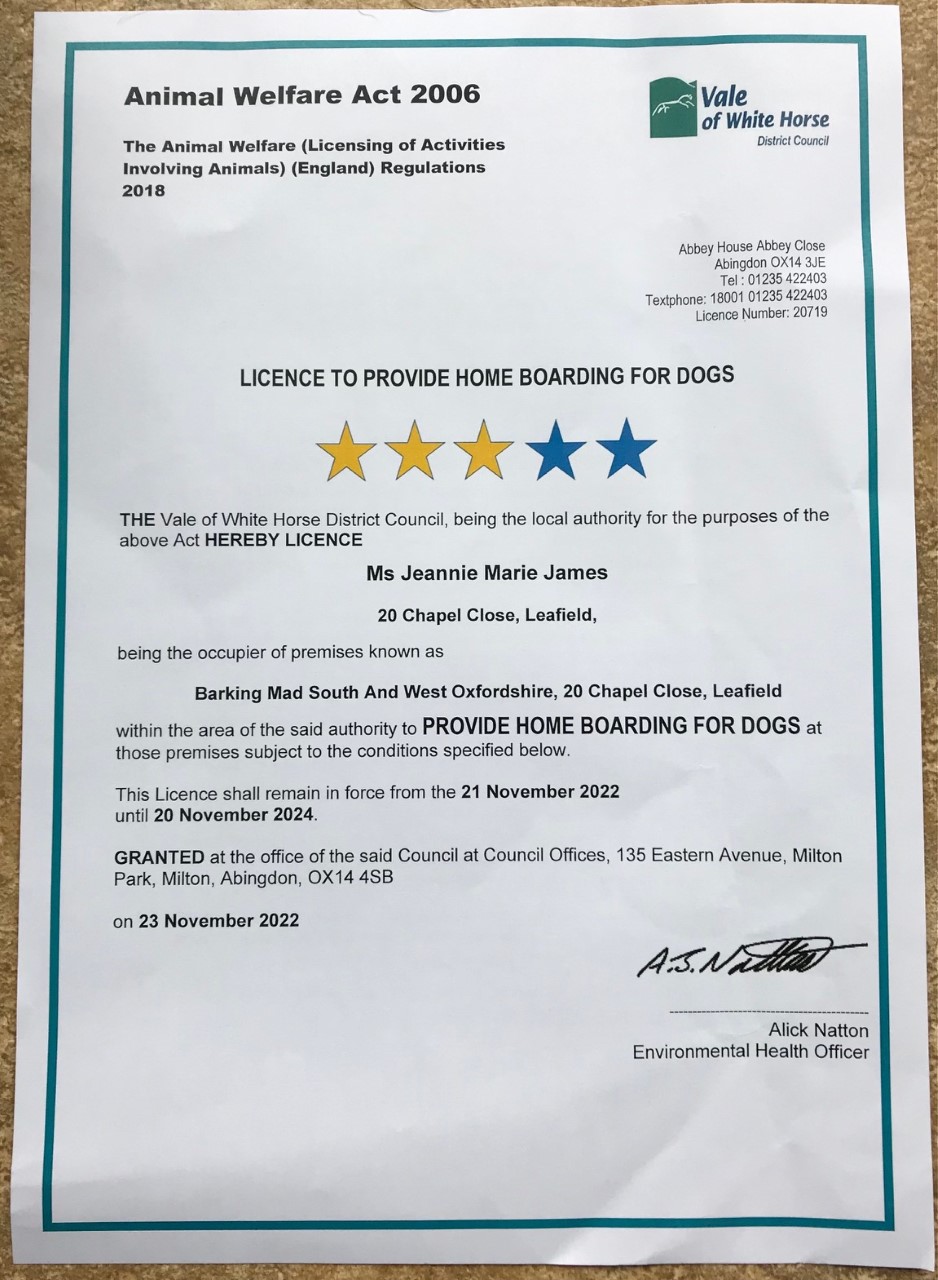 Animal Welfare Act 2006
The Animal Welfare (Licensing of Activities
Involving Animals) (England) Regulations
2018
Vale
of White Horse
District Council
Abbey House Abbey Close
Abingdon OX14 3JE
Tel : 01235 422403
Textphone: 18001 01235 422403
Licence Number: 20719
LICENCE TO PROVIDE HOME BOARDING FOR DOGS
THE Vale of White Horse District Council, being the local authority for the purposes of the
above Act HEREBY LICENCE
Ms Jeannie Marie James
20 Chapel Close, Leafield,
being the occupier of premises known as
Barking Mad South And West Oxfordshire, 20 Chapel Close, Leafield
within the area of the said authority to PROVIDE HOME BOARDING FOR DOGS at
those premises subject to the conditions specified below.
This Licence shall remain in force from the 21 November 2022
until 20 November 2024.
GRANTED at the office of the said Council at Council Offices, 135 Eastern Avenue, Milton
Park, Milton, Abingdon, OX14 4SB
on 23 November 2022
A.S. Natton
Alick Natton
Environmental Health Officer